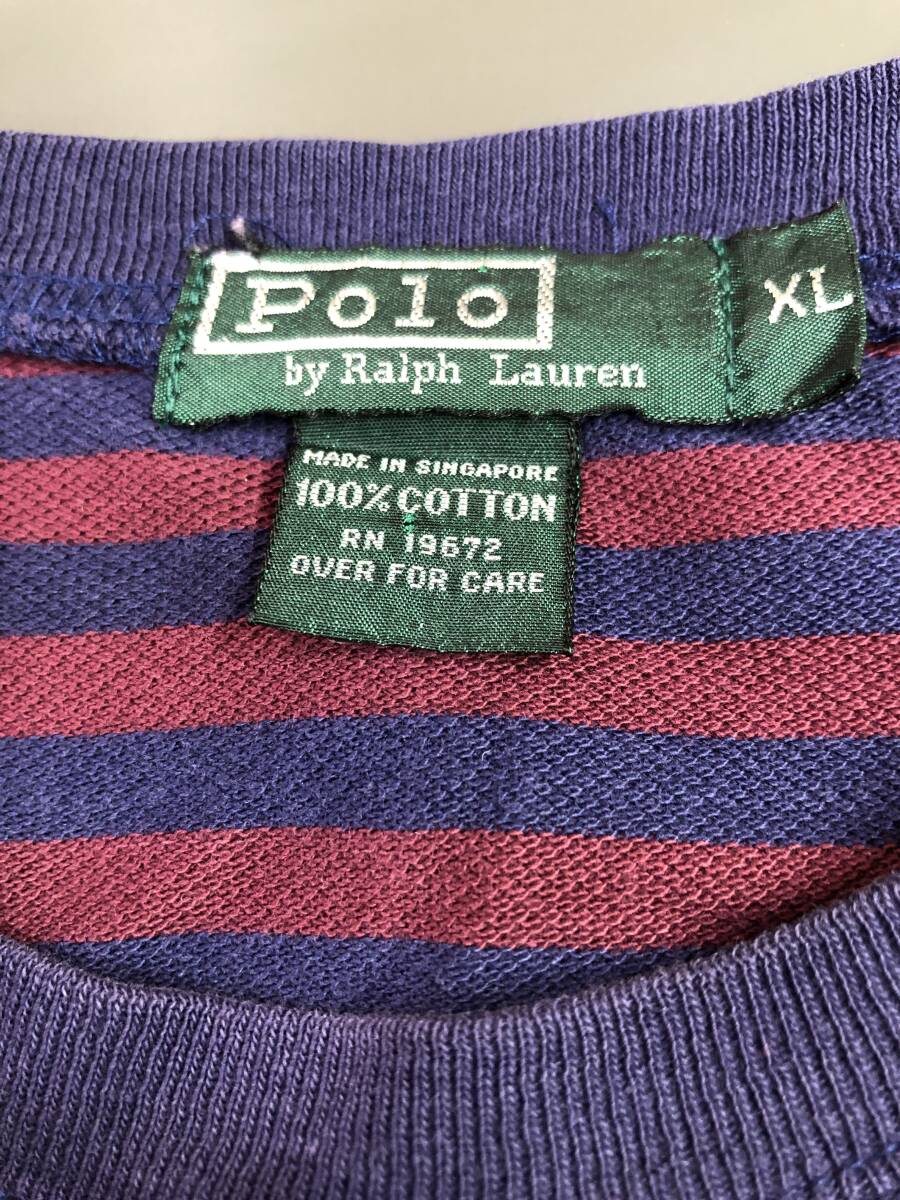 Polo
by Ralph Lauren
XL
MADE IN SINGAPORE
100% COTTON
RN 19672
OVER FOR CARE